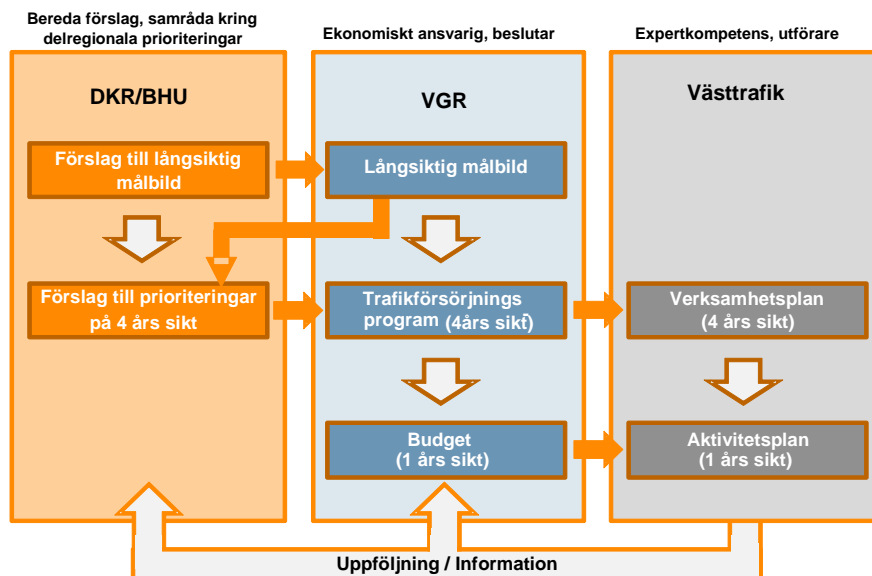 Bereda förslag, samråda kring
delregionala prioriteringar
Ekonomiskt ansvarig, beslutar
Expertkompetens, utförare
DKR/BHU
VGR
Västtrafik
Förslag till långsiktig
målbild
Långsiktig målbild
Förslag till prioriteringar
på 4 års sikt
Trafikförsörjnings
program (4års sikt)
Verksamhetsplan
(4 års sikt)
Budget
(1 års sikt)
Aktivitetsplan
(1 års sikt)
Uppföljning / Information